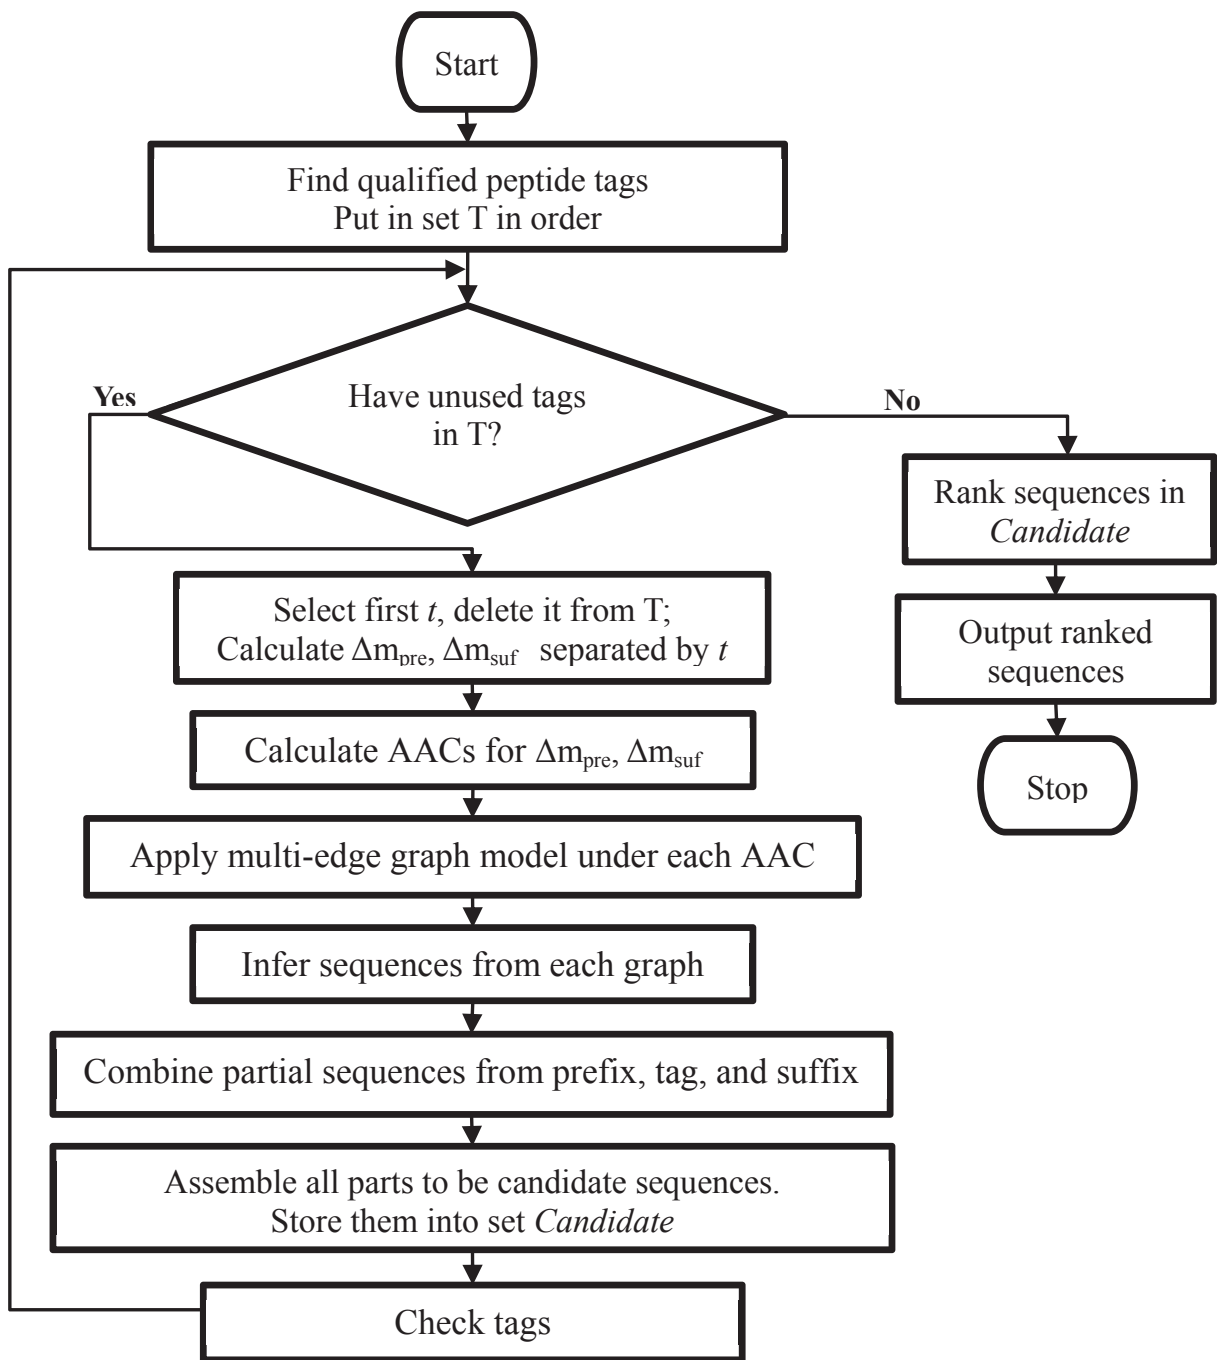 Start
Find qualified peptide tags
Put in set T in order
Have unused tags
in T?
Yes
No
Select first t, delete it from T;
Calculate Δmpre, Δmsuf separated by t
Calculate AACs for Δmpre, Δmsuf
Apply multi-edge graph model under each AAC
Infer sequences from each graph
Combine partial sequences from prefix, tag, and suffix
Assemble all parts to be candidate sequences.
Store them into set Candidate
Check tags
Rank sequences in
Candidate
Output ranked
sequences
Stop